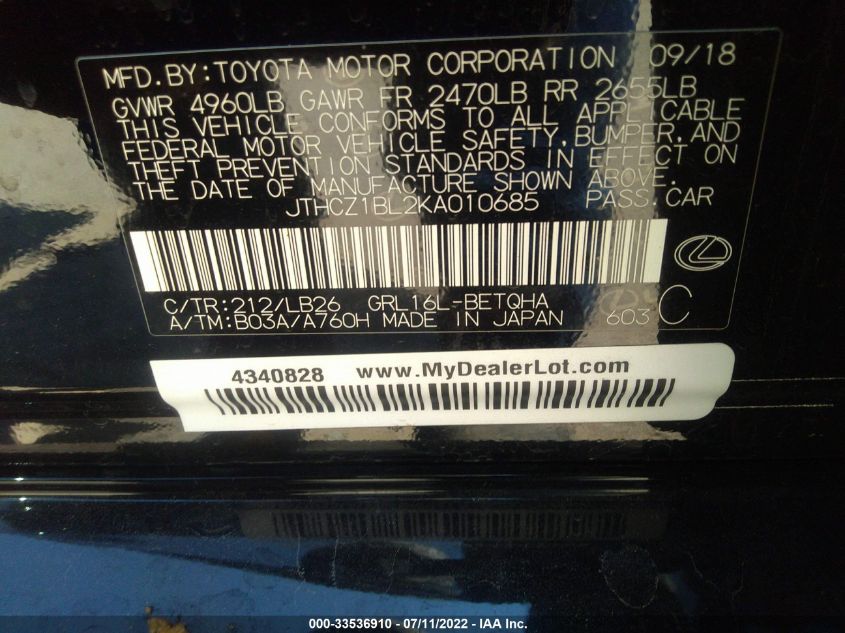 MFD.BY:TOYOTA MOTOR CORPORATION 09/18
GVWR 4960LB GAWR FR 2470LB RR 2655LB
THIS VEHICLE CONFORMS TO ALL APPLICABLE
FEDERAL MOTOR VEHICLE SAFETY,BUMPER,AND
THEFT PREVENTION STANDARDS IN EFFECT ON
THE DATE OF MANUFACTURE SHOWN ABOVE.
JTHCZ1BL2KA010685 PASS.CAR
C/TR:212/LB26 GRL16L-BETQHA
A/TM:B03A/A760H MADE IN JAPAN 603 C
4340828 www.MyDealerLot.com
000-33536910 - 07/11/2022 - IAA Inc.